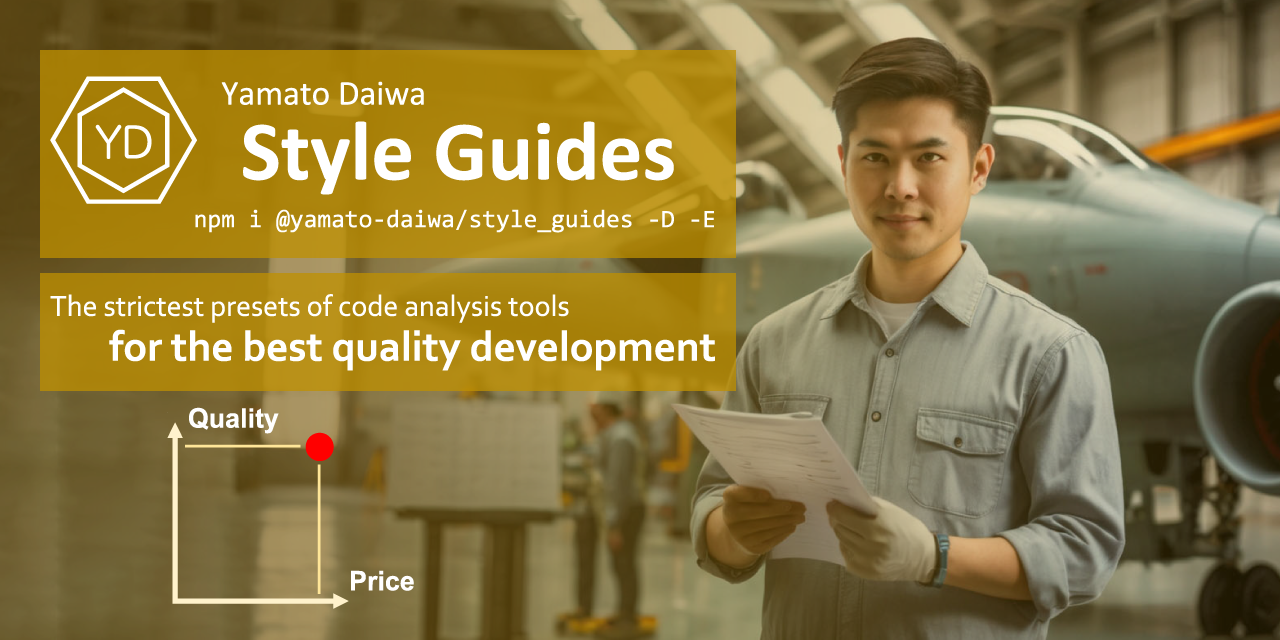 YD
Yamato Daiwa
Style Guides
npm i @yamato-daiwa/style_guides -D -E
The strictest presets of code analysis tools
for the best quality development
Quality
Price